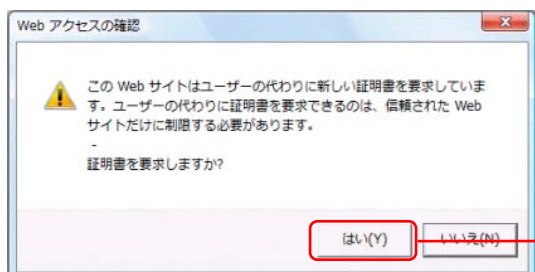 Web アクセスの確認
この Web サイトはユーザーの代わりに新しい証明書を要求していま
す。ユーザーの代わりに証明書を要求できるのは、信頼された Web
サイトだけに制限する必要があります。
-
証明書を要求しますか?
はい(Y)
いいえ(N)